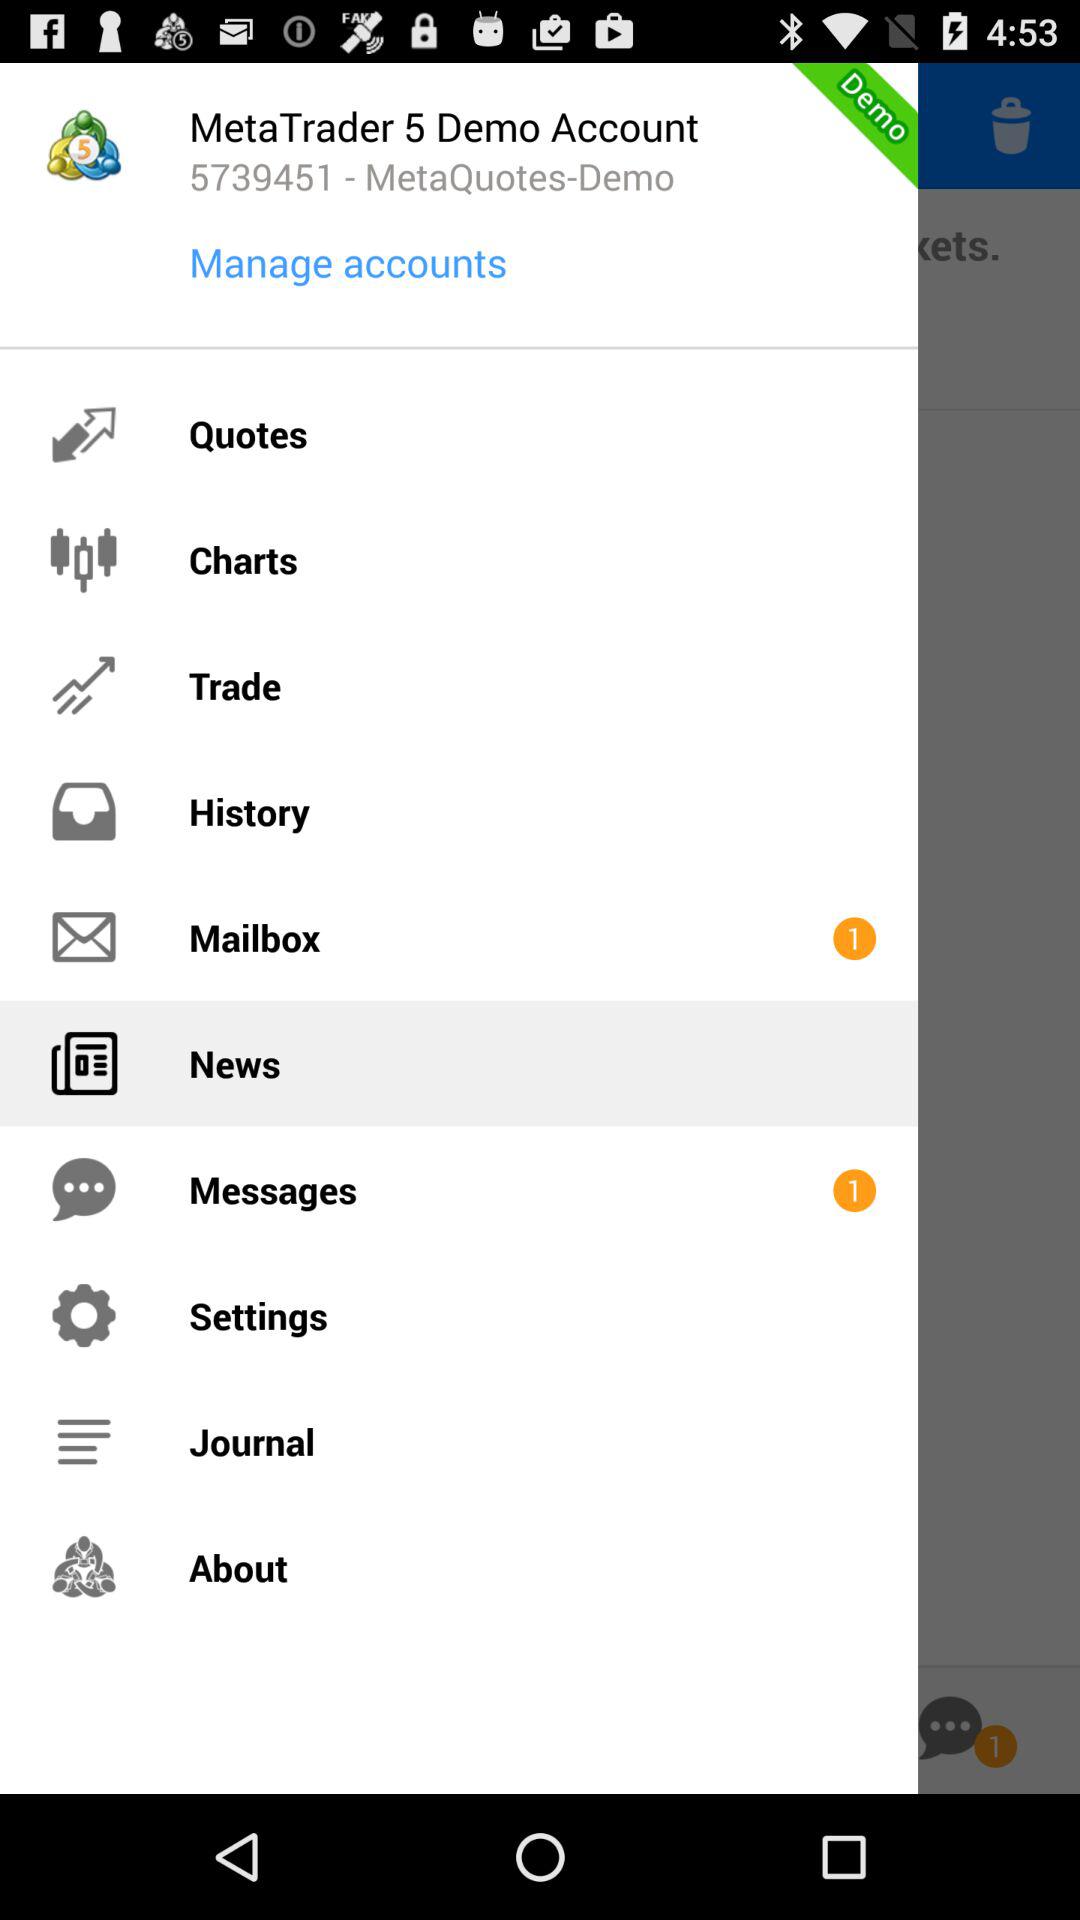 FAKE
4:53
MetaTrader 5 Demo Account
Demo
5739451 - MetaQuotes-Demo
kets.
Manage accounts
Quotes
Charts
Trade
History
Mailbox 1
News
Messages 1
Settings
Journal
About
1